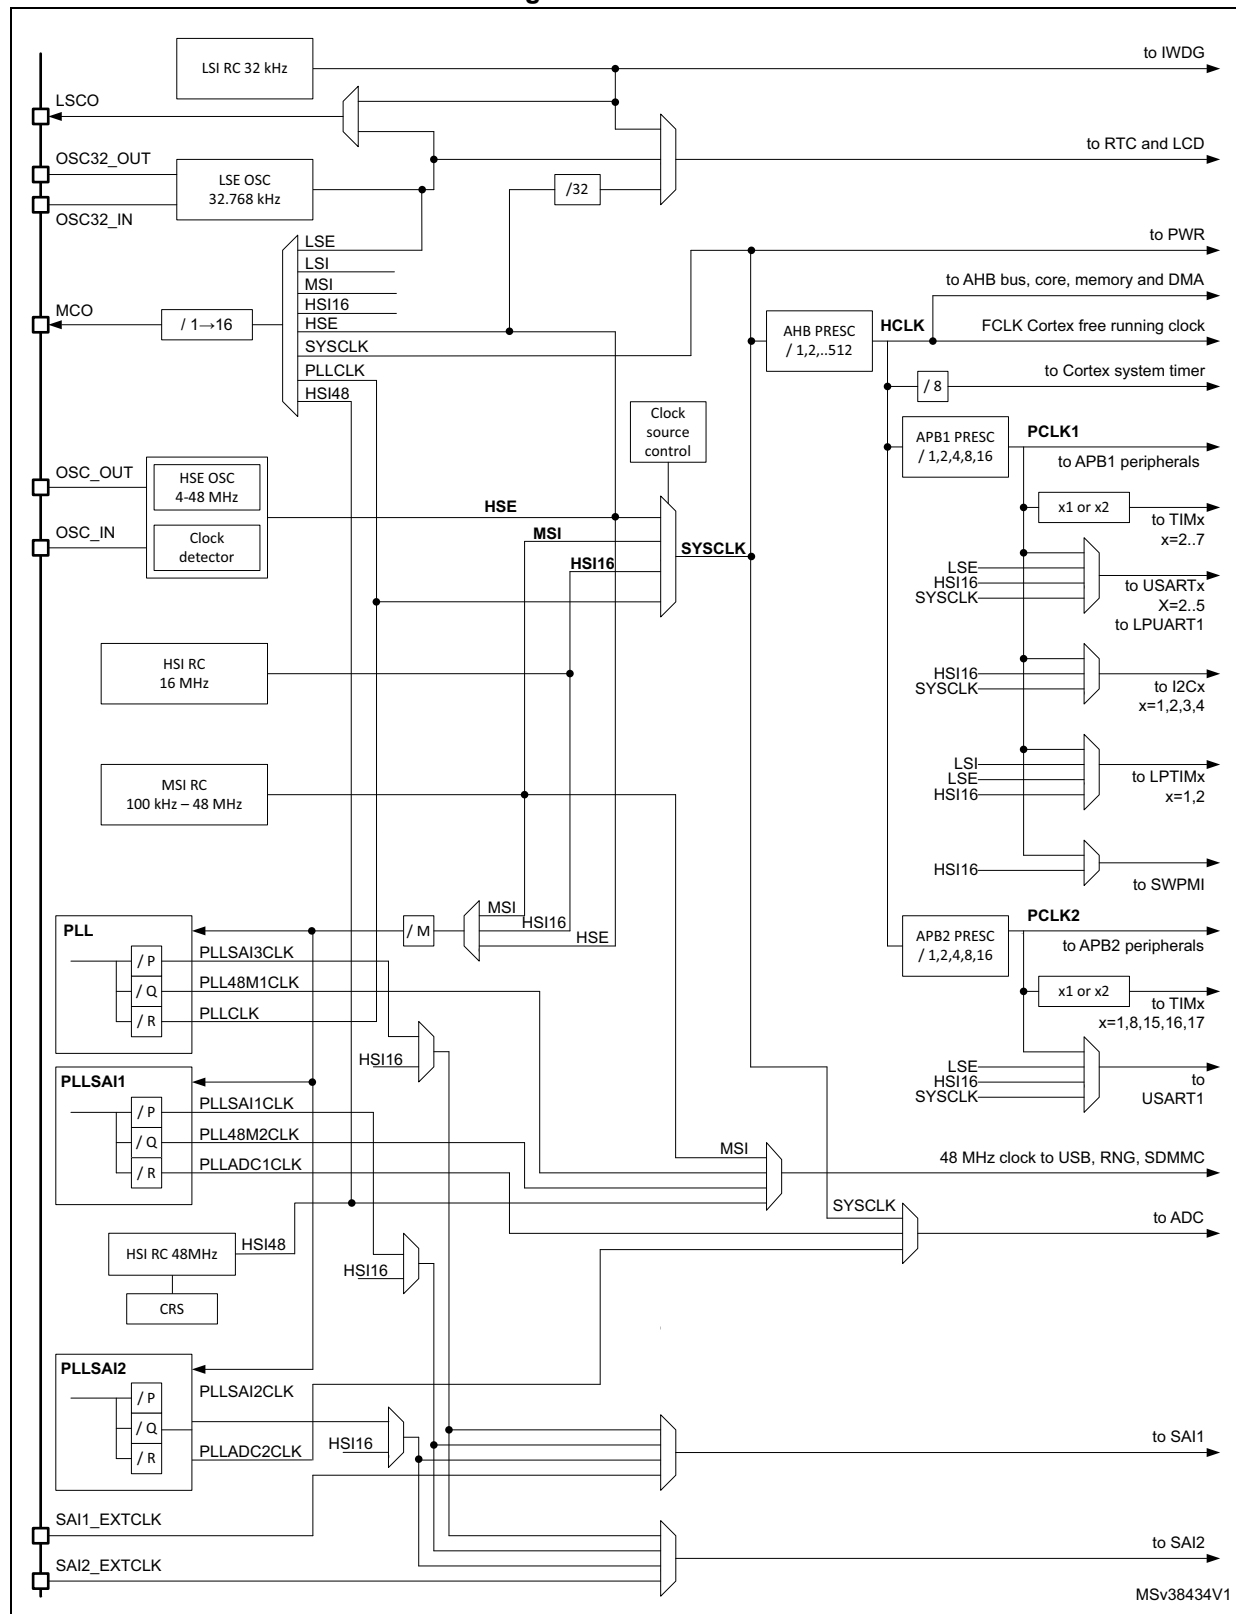 LSI RC 32 kHz
to IWDG
LSCO
to RTC and LCD
OSC32_OUT
LSE OSC
32.768 kHz
/32
OSC32_IN
to PWR
LSE
LSI
MSI
HSI16
HSE
SYSCLK
PLLCLK
HSI48
MCO
/ 1→16
to AHB bus, core, memory and DMA
AHB PRESC
/ 1,2,..512
HCLK
FCLK Cortex free running clock
to Cortex system timer
/ 8
Clock
source
control
APB1 PRESC
/ 1,2,4,8,16
PCLK1
to APB1 peripherals
OSC_OUT
HSE OSC
4-48 MHz
OSC_IN
Clock
detector
HSE
MSI
HSI16
SYSCLK
x1 or x2
to TIMx
x=2..7
LSE
HSI16
SYSCLK
to USARTx
X=2..5
to LPUART1
HSI RC
16 MHz
HSI16
SYSCLK
to I2Cx
x=1,2,3,4
MSI RC
100 kHz – 48 MHz
LSI
LSE
HSI16
to LPTIMx
x=1,2
HSI16
to SWPMI
MSI
HSI16
HSE
/ M
PLL
/ P
/ Q
/ R
PLLSAI3CLK
PLL48M1CLK
PLLCLK
APB2 PRESC
/ 1,2,4,8,16
PCLK2
to APB2 peripherals
x1 or x2
to TIMx
x=1,8,15,16,17
HSI16
LSE
HSI16
SYSCLK
to
USART1
PLLSAI1
/ P
/ Q
/ R
PLLSAI1CLK
PLL48M2CLK
PLLADC1CLK
MSI
48 MHz clock to USB, RNG, SDMMC
SYSCLK
to ADC
HSI RC 48MHz
HSI48
HSI16
CRS
PLLSAI2
/ P
/ Q
/ R
PLLSAI2CLK
PLLADC2CLK
HSI16
to SAI1
SAI1_EXTCLK
to SAI2
SAI2_EXTCLK
MSv38434V1